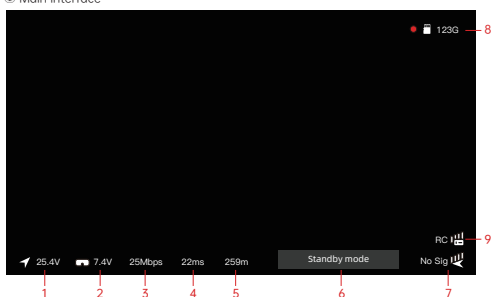 Main Interface
123G
8
RC
9
25.4V 7.4V 25Mbps 22ms 259m Standby mode No Sig
1 2 3 4 5 6 7